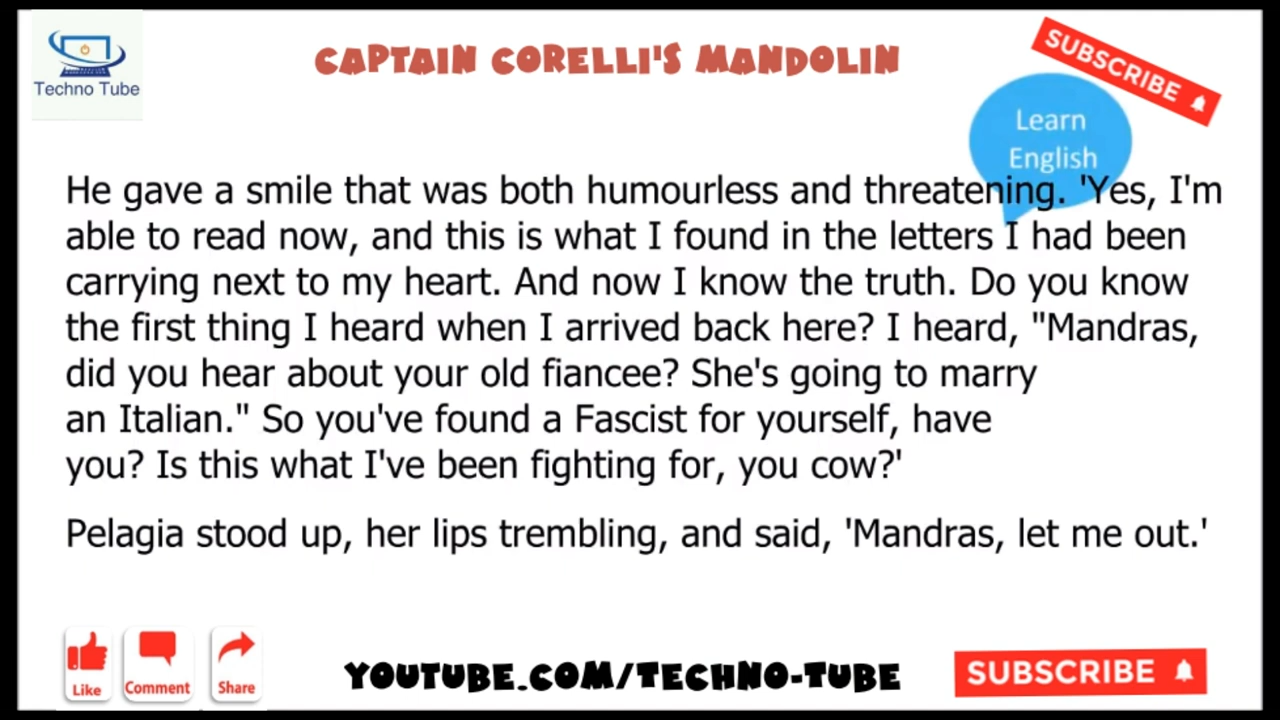 Techno Tube
CAPTAIN CORELLI'S MANDOLIN
SUBSCRIBE
Learn
English
He gave a smile that was both humourless and threatening. 'Yes, I'm
able to read now, and this is what I found in the letters I had been
carrying next to my heart. And now I know the truth. Do you know
the first thing I heard when I arrived back here? I heard, "Mandras,
did you hear about your old fiancee? She's going to marry
an Italian." So you've found a Fascist for yourself, have
you? Is this what I've been fighting for, you cow?'
Pelagia stood up, her lips trembling, and said, 'Mandras, let me out.'
Like
Comment
Share
YOUTUBE.COM/TECHNO-TUBE
SUBSCRIBE